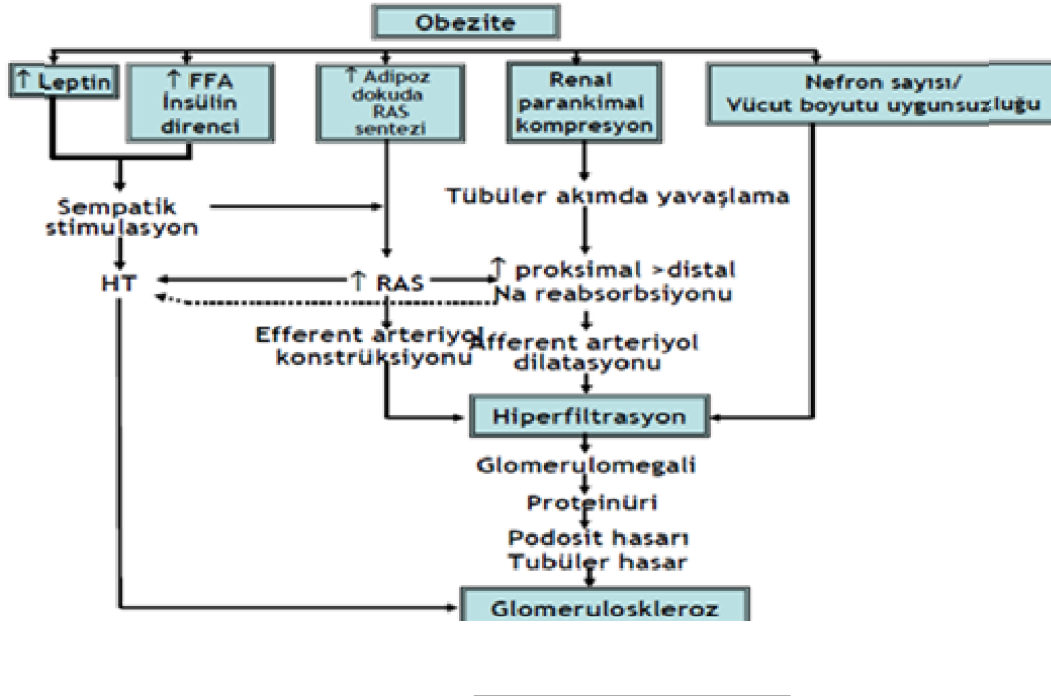 Obezite
↑ Leptin
↑ FFA
İnsülin
direnci
↑ Adipoz
dokuda
RAS
sentezi
Renal
parankimal
kompresyon
Nefron sayısı/
Vücut boyutu uygunsuzluğu
Sempatik
stimulasyon
Tübüler akımda yavaşlama
HT
↑ RAS
↑ proksimal >distal
Na reabsorbsiyonu
Efferent arteriyol
konstrüksiyonu
Afferent arteriyol
dilatasyonu
Hiperfiltrasyon
Glomerulomegali
Proteinüri
Podosit hasarı
Tubüler hasar
Glomeruloskleroz